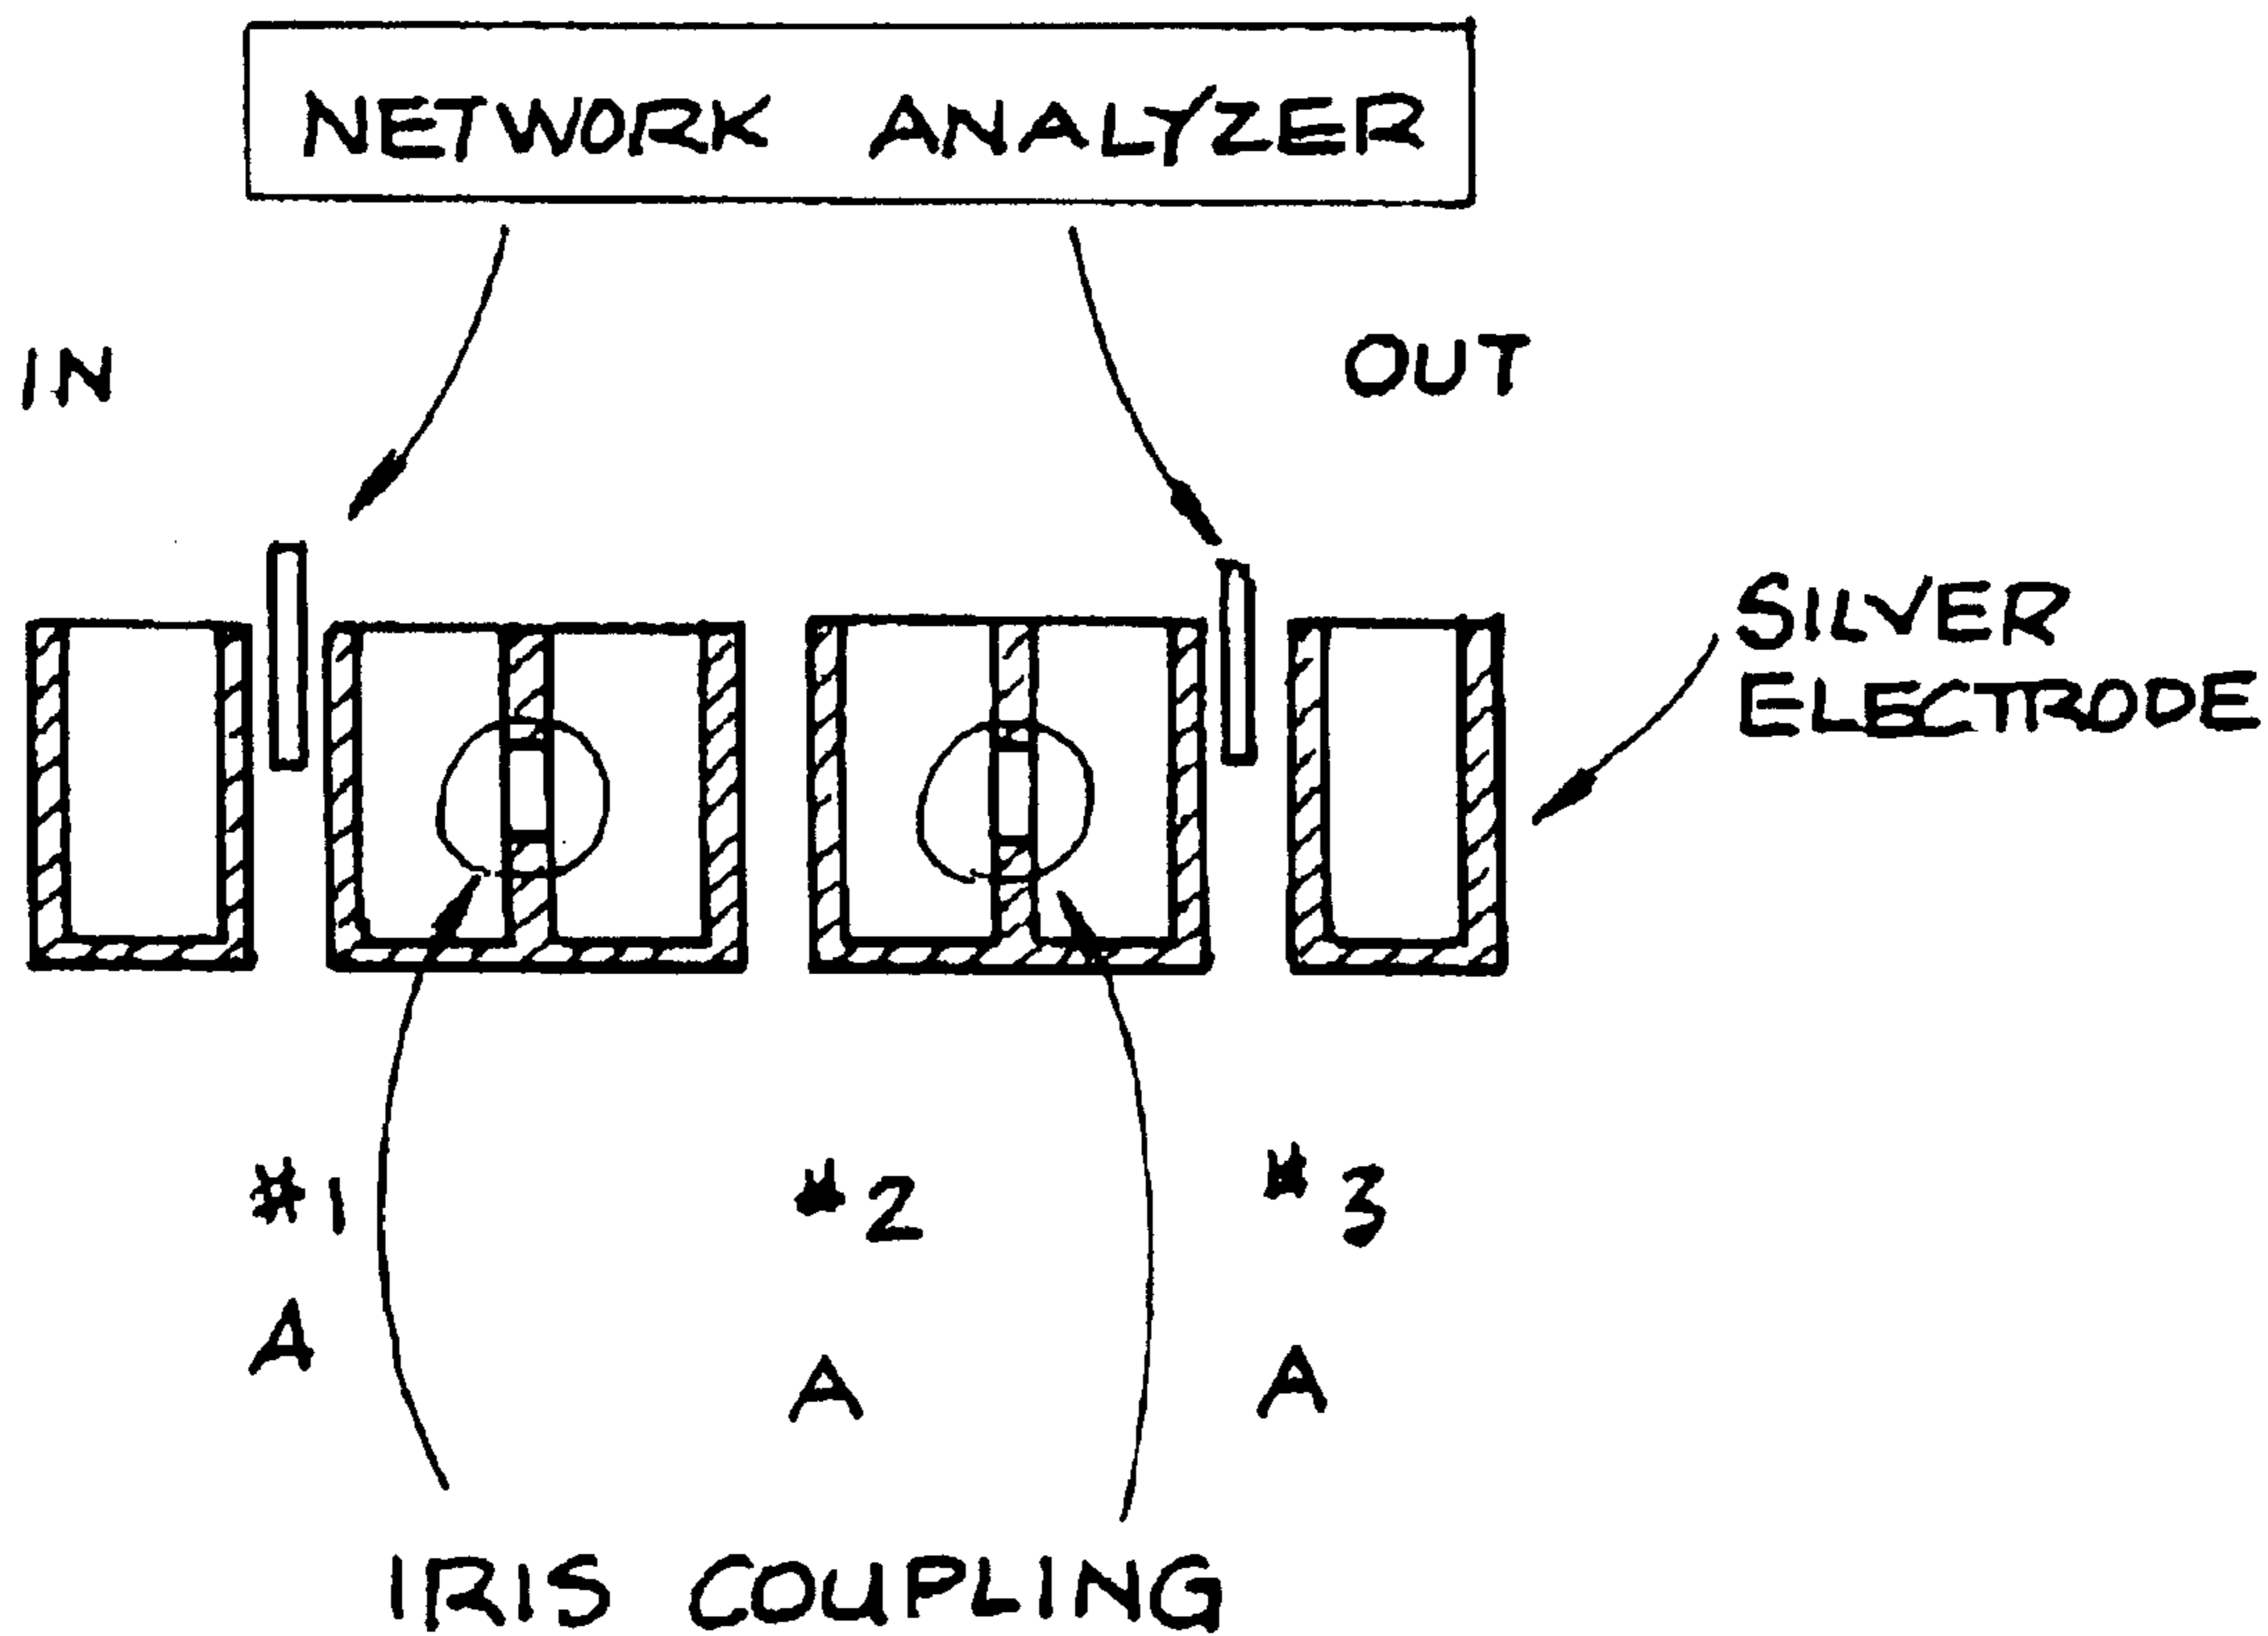 NETWORK ANALYZER
IN
OUT
SILVER
ELECTRODE
#1
#2
#3
A
A
A
IRIS COUPLING